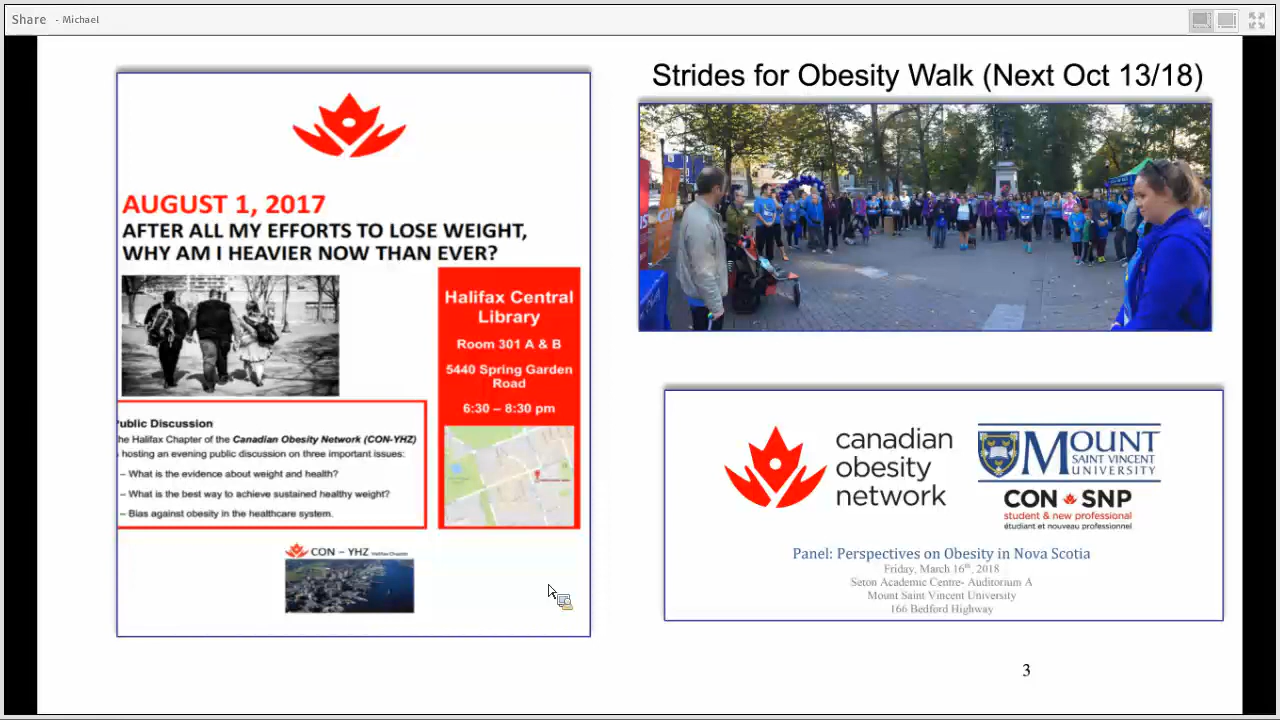 Share - Michael
AUGUST 1, 2017
AFTER ALL MY EFFORTS TO LOSE WEIGHT,
WHY AM I HEAVIER NOW THAN EVER?
Halifax Central
Library
Room 301 A & B
5440 Spring Garden
Road
6:30 – 8:30 pm
ublic Discussion
he Halifax Chapter of the Canadian Obesity Network (CON-YHZ)
hosting an evening public discussion on three important issues:
– What is the evidence about weight and health?
– What is the best way to achieve sustained healthy weight?
– Bias against obesity in the healthcare system.
CON – YHZ Halifax Chapter
Strides for Obesity Walk (Next Oct 13/18)
canadian
obesity
network
MOUNT
SAINT VINCENT
UNIVERSITY
CON SNP
student & new professional
étudiant et nouveau professionnel
Panel: Perspectives on Obesity in Nova Scotia
Friday, March 16th, 2018
Seton Academic Centre- Auditorium A
Mount Saint Vincent University
166 Bedford Highway
3